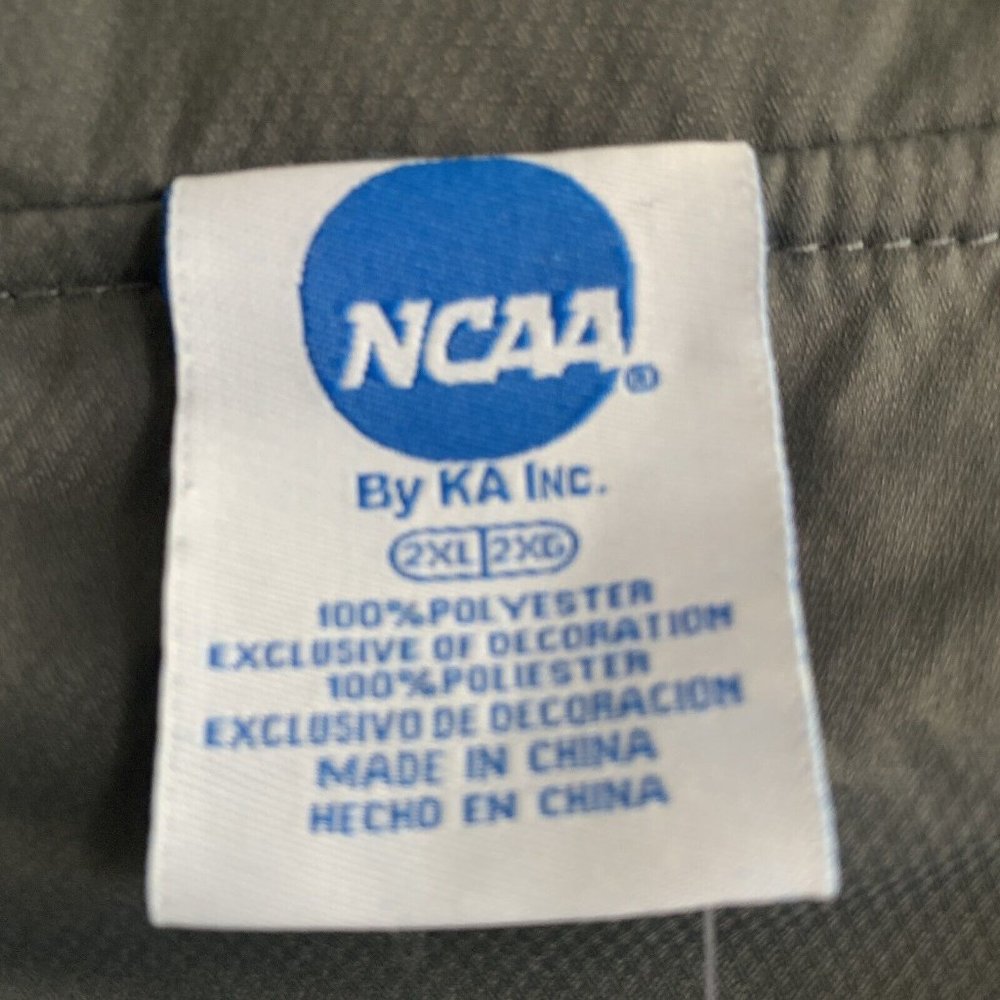 NCAA®
By KA INC.
2XL 2XG
100%POLYESTER
EXCLUSIVE OF DECORATION
100%POLIESTER
EXCLUSIVO DE DECORACION
MADE IN CHINA
HECHO EN CHINA